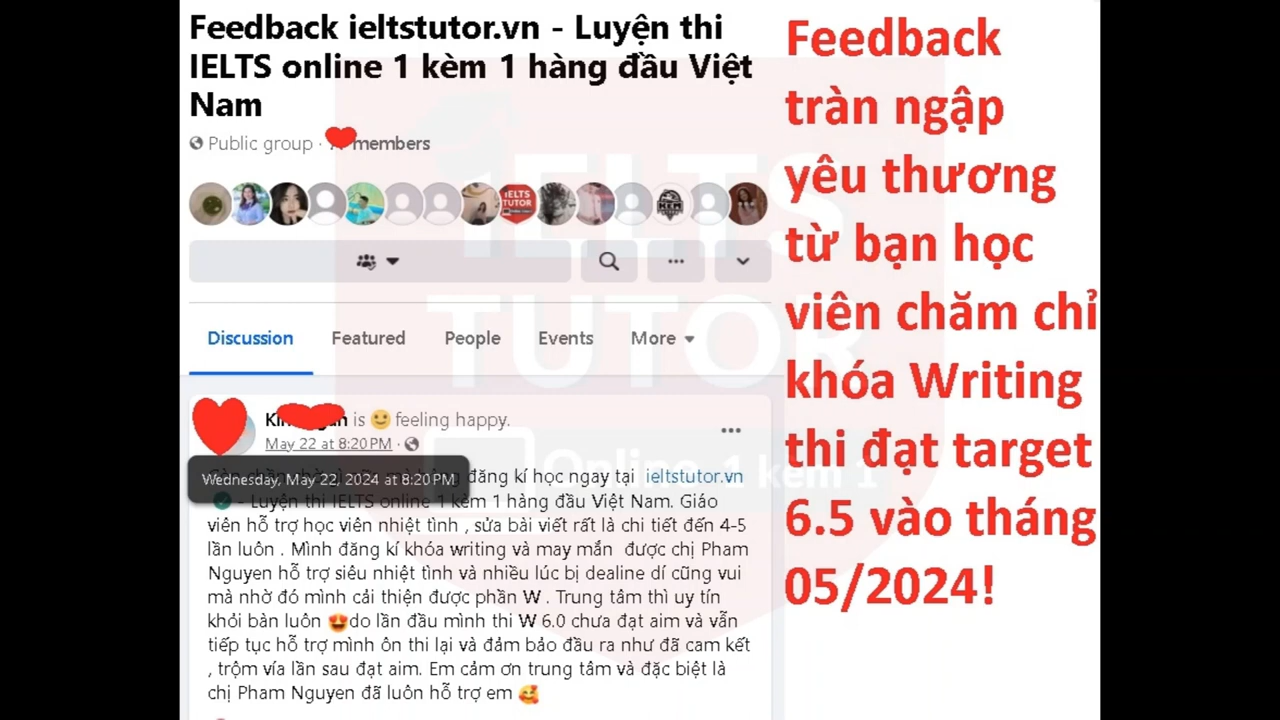 Feedback ieltstutor.vn - Luyện thi
IELTS online 1 kèm 1 hàng đầu Việt
Nam
Public group · members
Discussion Featured People Events More
is feeling happy.
May 22 at 8:20 PM ·
Wednesday, May 22, 2024 at 8:20 PM
đăng kí học ngay tại ieltstutor.vn
- Luyện thi IELTS online 1 kèm 1 hàng đầu Việt Nam. Giáo
viên hỗ trợ học viên nhiệt tình , sửa bài viết rất là chi tiết đến 4-5
lần luôn . Mình đăng kí khóa writing và may mắn được chị Pham
Nguyen hỗ trợ siêu nhiệt tình và nhiều lúc bị dealine dí cũng vui
mà nhờ đó mình cải thiện được phần W . Trung tâm thì uy tín
khỏi bàn luôn 😍do lần đầu mình thi W 6.0 chưa đạt aim và vẫn
tiếp tục hỗ trợ mình ôn thi lại và đảm bảo đầu ra như đã cam kết
, trộm vía lần sau đạt aim. Em cảm ơn trung tâm và đặc biệt là
chị Pham Nguyen đã luôn hỗ trợ em 🥰
Feedback
tràn ngập
yêu thương
từ bạn học
viên chăm chỉ
khóa Writing
thi đạt target
6.5 vào tháng
05/2024!
IELTS
TUTOR
Online 1 kèm 1